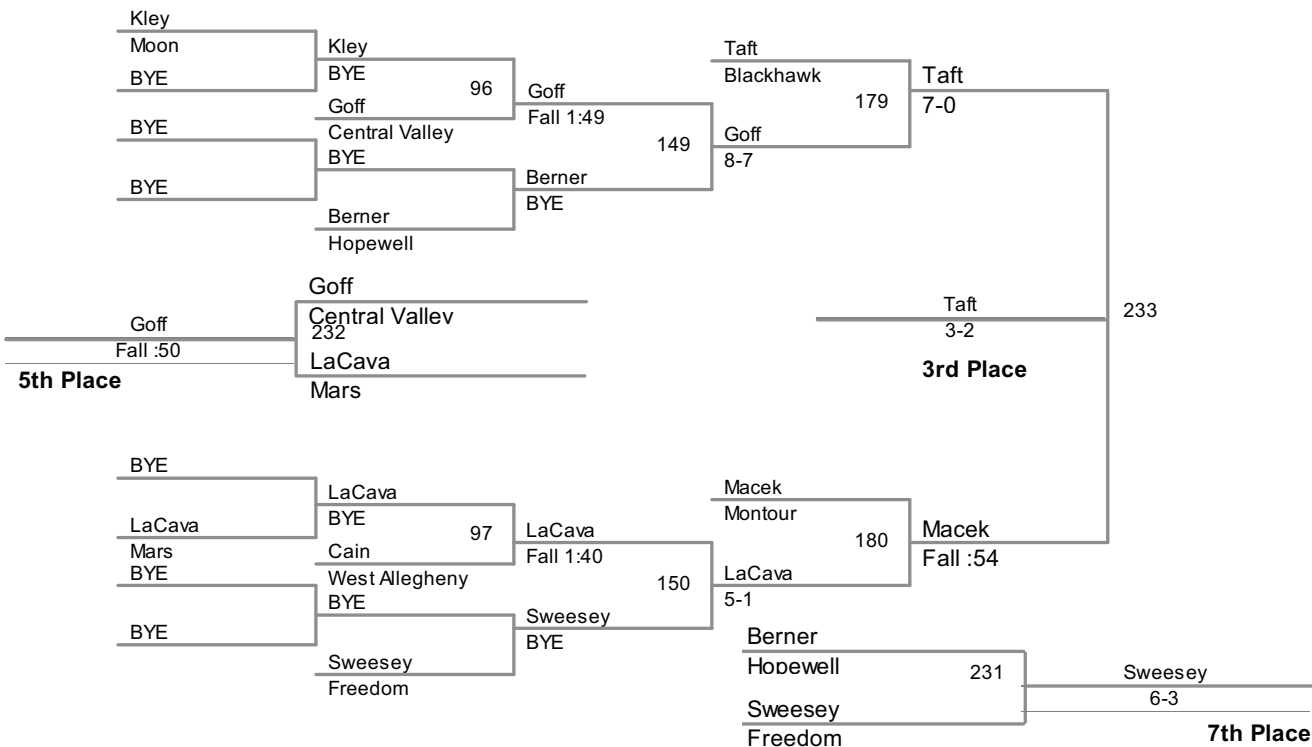 Kley
Moon
BYE
BYE
BYE
Kley
BYE
96
Goff
Central Valley
BYE
Berner
Hopewell
Goff
Fall 1:49
149
Berner
BYE
Taft
Blackhawk
179
Goff
8-7
Taft
7-0
Goff
Central Valley
232
LaCava
Mars
Goff
Fall :50
5th Place
Taft
3-2
3rd Place
233
BYE
LaCava
Mars
BYE
BYE
LaCava
BYE
97
Cain
West Allegheny
BYE
Sweesey
Freedom
LaCava
Fall 1:40
150
Sweesey
BYE
Macek
Montour
180
LaCava
5-1
Macek
Fall :54
Berner
Hopewell
231
Sweesey
Freedom
Sweesey
6-3
7th Place